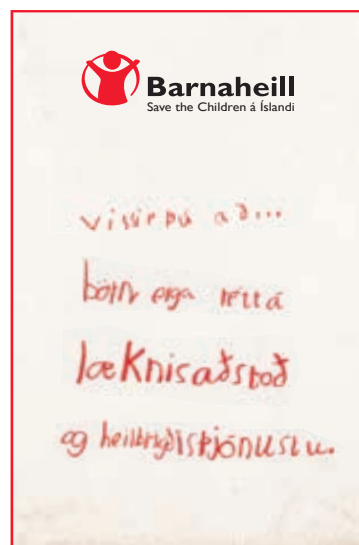 Barnaheill
Save the Children á Íslandi
vissir þú að...
börn eiga rétt á
læknisaðstoð
og heilbrigðisþjónustu.